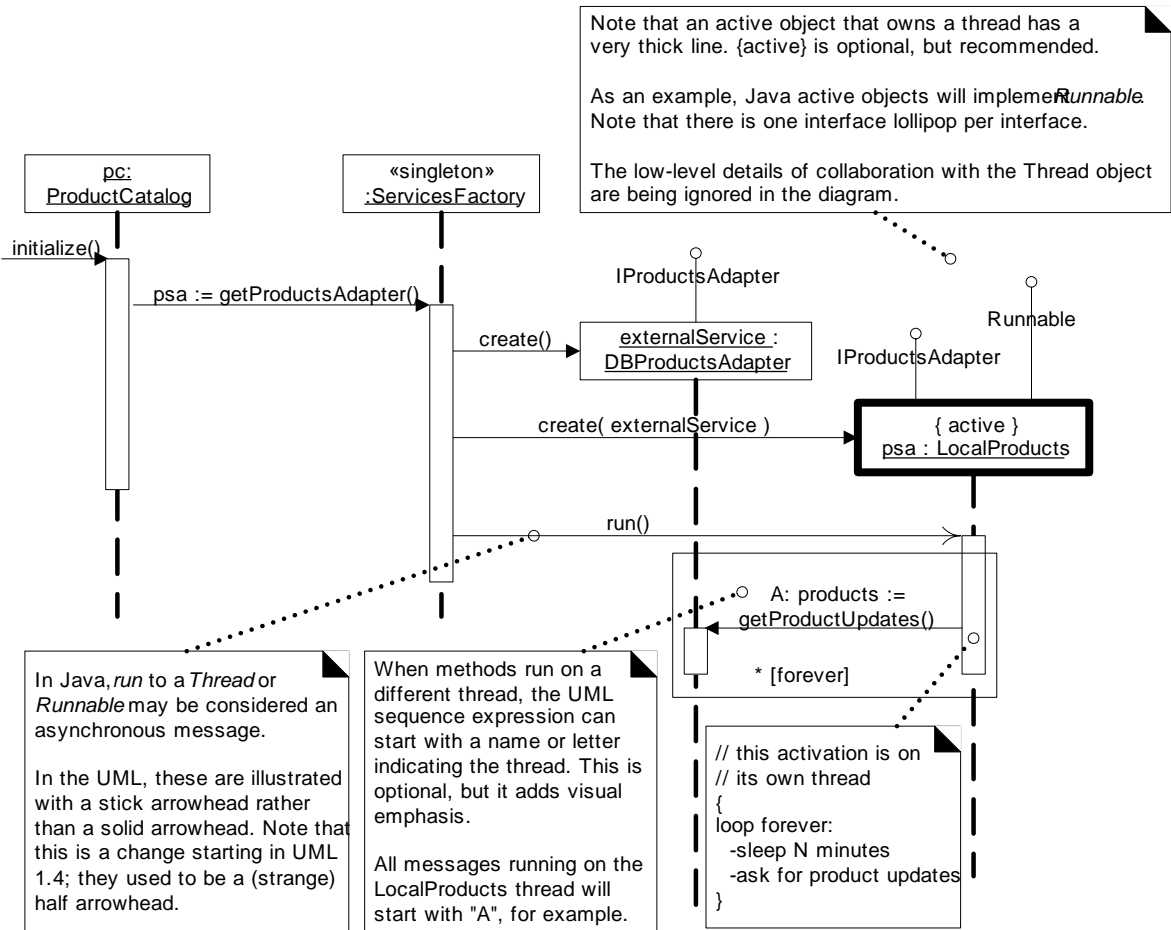 Note that an active object that owns a thread has a
very thick line. {active} is optional, but recommended.
As an example, Java active objects will implement Runnable.
Note that there is one interface lollipop per interface.
The low-level details of collaboration with the Thread object
are being ignored in the diagram.
pc:
ProductCatalog
«singleton»
:ServicesFactory
initialize()
psa := getProductsAdapter()
IProductsAdapter
Runnable
create()
externalService :
DBProductsAdapter
IProductsAdapter
create( externalService )
{ active }
psa : LocalProducts
run()
A: products :=
getProductUpdates()
* [forever]
In Java, run to a Thread or
Runnable may be considered an
asynchronous message.
In the UML, these are illustrated
with a stick arrowhead rather
than a solid arrowhead. Note that
this is a change starting in UML
1.4; they used to be a (strange)
half arrowhead.
When methods run on a
different thread, the UML
sequence expression can
start with a name or letter
indicating the thread. This is
optional, but it adds visual
emphasis.
All messages running on the
LocalProducts thread will
start with "A", for example.
// this activation is on
// its own thread
{
loop forever:
-sleep N minutes
-ask for product updates
}